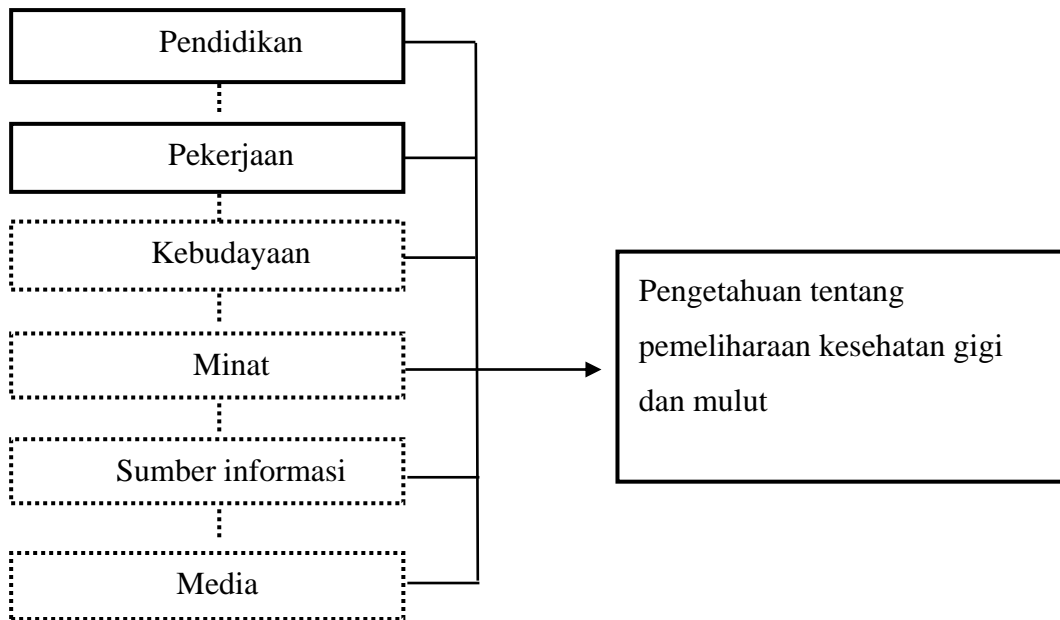 Pendidikan
Pekerjaan
Kebudayaan
Minat
Sumber informasi
Media
Pengetahuan tentang
pemeliharaan kesehatan gigi
dan mulut